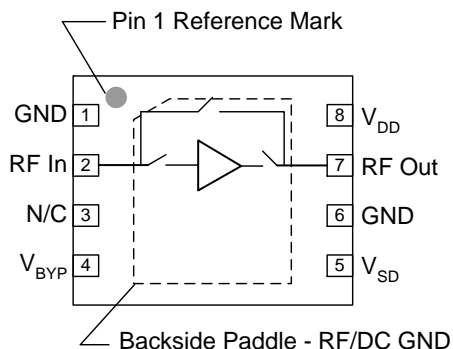 Pin 1 Reference Mark
GND 1
8 VDD
RF In 2
7 RF Out
N/C 3
6 GND
VBYP 4
5 VSD
Backside Paddle - RF/DC GND